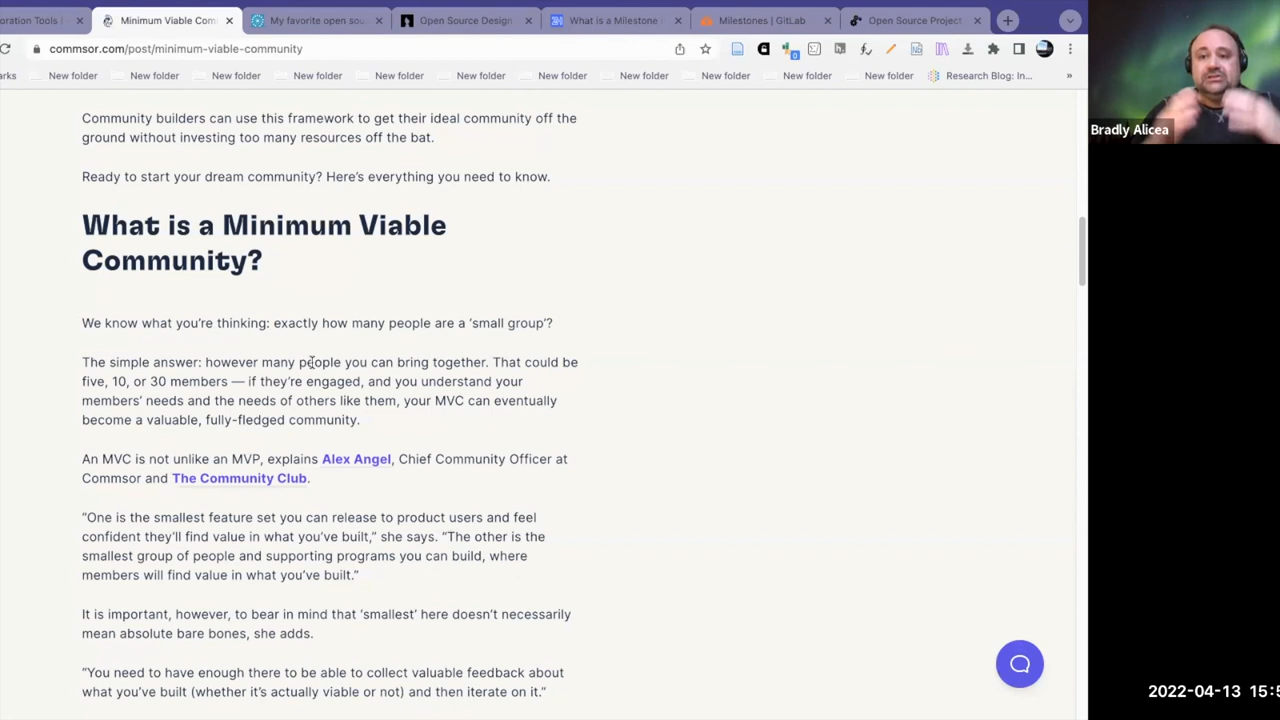 oration Tools |
Minimum Viable Com
My favorite open sou
Open Source Design
What is a Milestone
Milestones | GitLab
Open Source Project
commsor.com/post/minimum-viable-community
arks
New folder
New folder
New folder
New folder
New folder
New folder
New folder
New folder
New folder
New folder
New folder
Research Blog: In...
»
Community builders can use this framework to get their ideal community off the
ground without investing too many resources off the bat.
Ready to start your dream community? Here's everything you need to know.
What is a Minimum Viable
Community?
We know what you're thinking: exactly how many people are a 'small group'?
The simple answer: however many people you can bring together. That could be
five, 10, or 30 members — if they're engaged, and you understand your
members' needs and the needs of others like them, your MVC can eventually
become a valuable, fully-fledged community.
An MVC is not unlike an MVP, explains Alex Angel, Chief Community Officer at
Commsor and The Community Club.
"One is the smallest feature set you can release to product users and feel
confident they'll find value in what you've built," she says. "The other is the
smallest group of people and supporting programs you can build, where
members will find value in what you've built."
It is important, however, to bear in mind that 'smallest' here doesn't necessarily
mean absolute bare bones, she adds.
"You need to have enough there to be able to collect valuable feedback about
what you've built (whether it's actually viable or not) and then iterate on it."
Bradly Alicea
2022-04-13 15:5